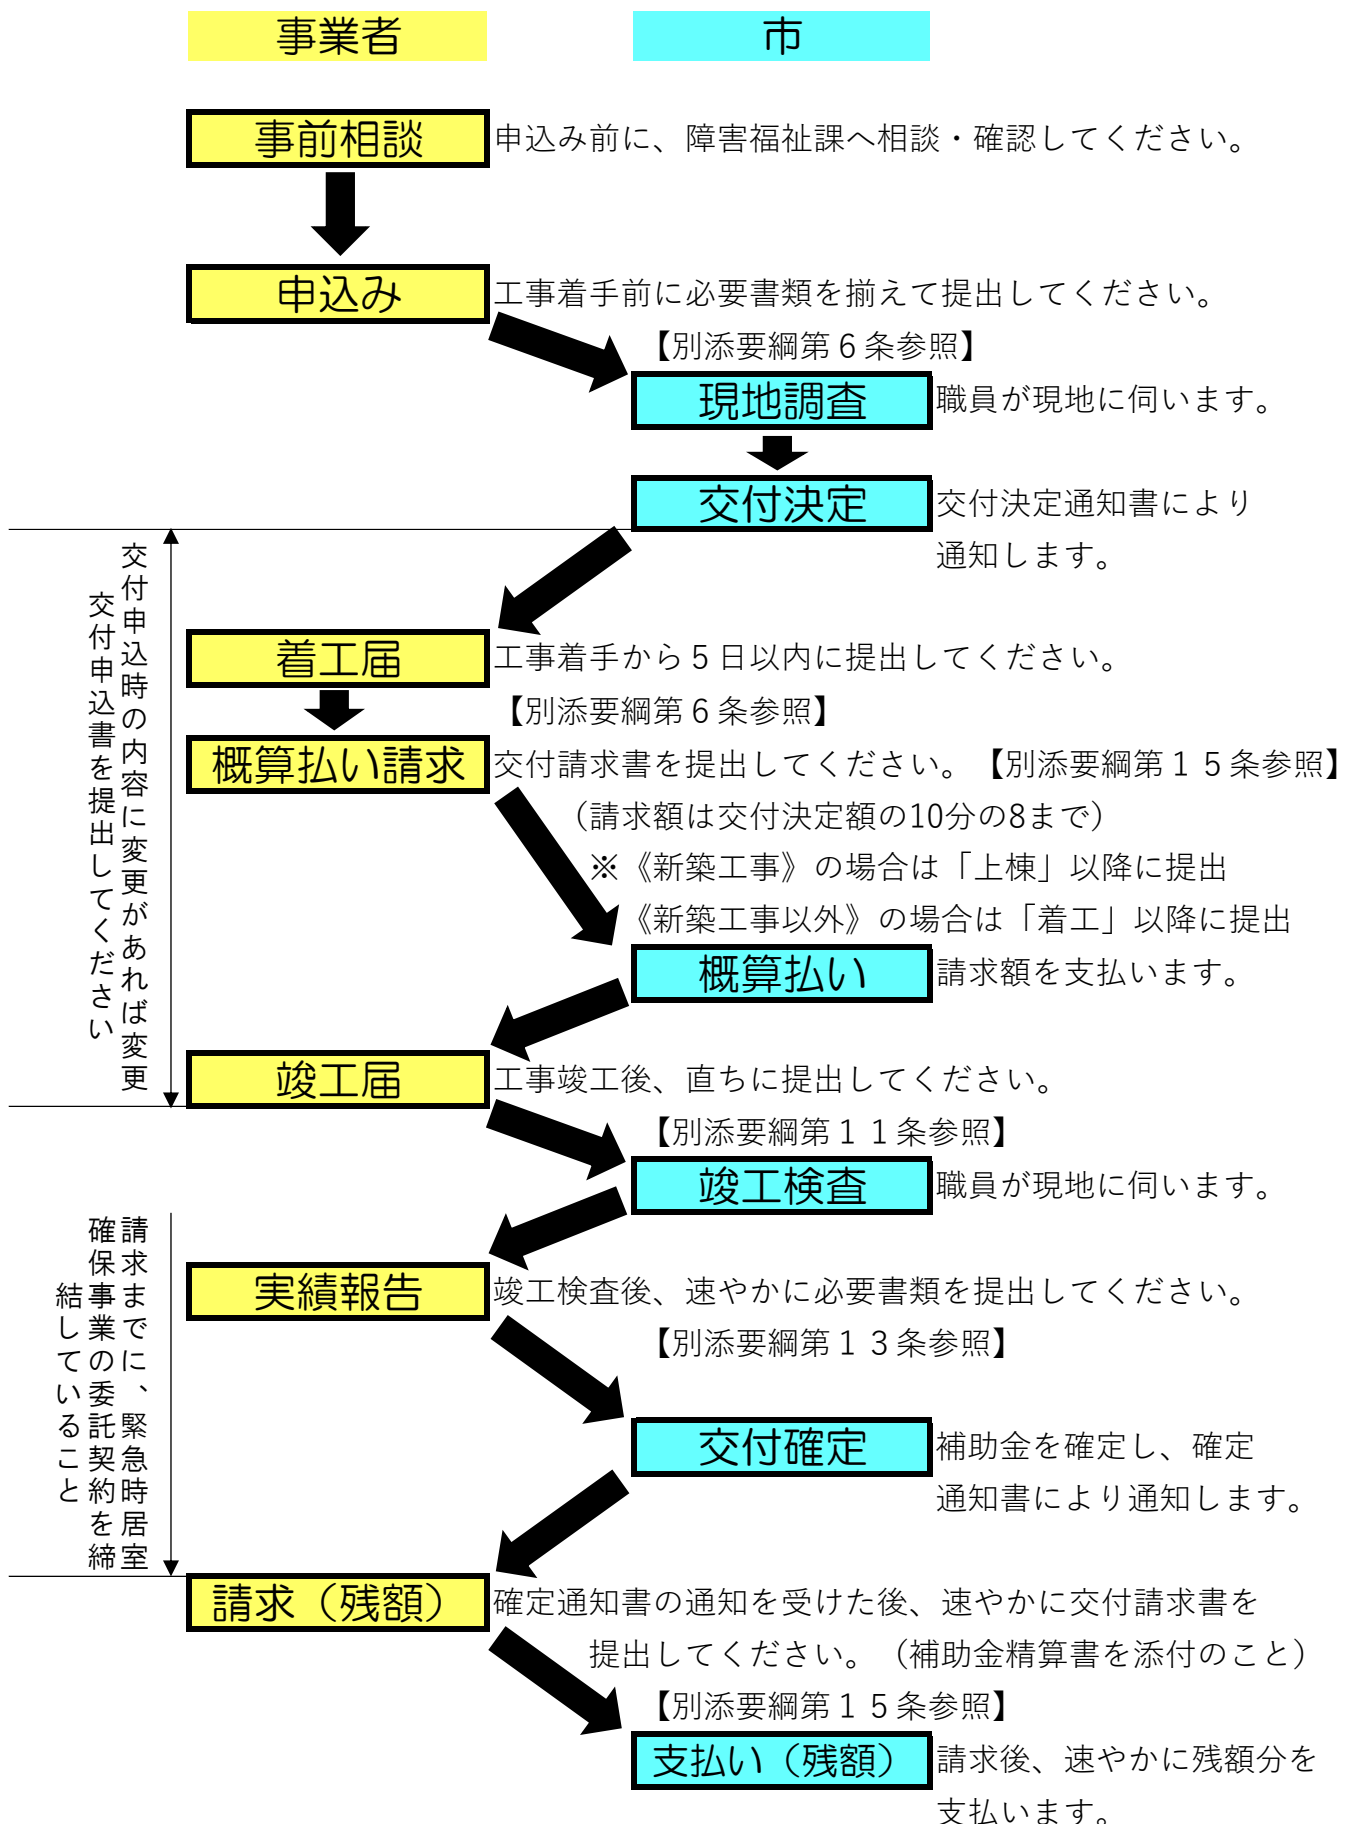 事業者
市
事前相談
申込み前に、障害福祉課へ相談・確認してください。
申込み
工事着手前に必要書類を揃えて提出してください。
【別添要綱第６条参照】
現地調査
職員が現地に伺います。
交付決定
交付決定通知書により
通知します。
交付申込時の内容に変更があれば変更
交付申込書を提出してください
着工届
工事着手から５日以内に提出してください。
【別添要綱第６条参照】
概算払い請求
交付請求書を提出してください。【別添要綱第１５条参照】
（請求額は交付決定額の10分の8まで）
※《新築工事》の場合は「上棟」以降に提出
《新築工事以外》の場合は「着工」以降に提出
概算払い
請求額を支払います。
竣工届
工事竣工後、直ちに提出してください。
【別添要綱第１１条参照】
竣工検査
職員が現地に伺います。
請求までに、緊急時居室
確保事業の委託契約を締
結していること
実績報告
竣工検査後、速やかに必要書類を提出してください。
【別添要綱第１３条参照】
交付確定
補助金を確定し、確定
通知書により通知します。
請求（残額）
確定通知書の通知を受けた後、速やかに交付請求書を
提出してください。（補助金精算書を添付のこと）
【別添要綱第１５条参照】
支払い（残額）
請求後、速やかに残額分を
支払います。